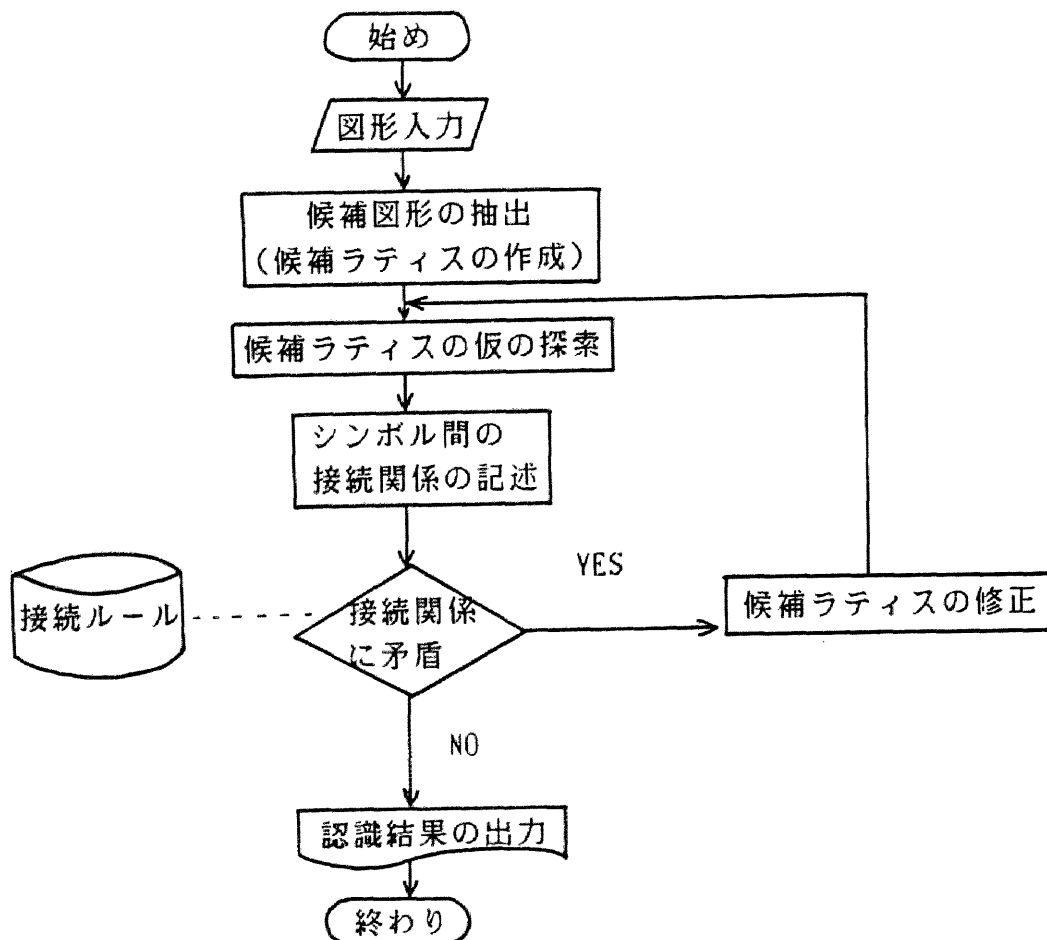 始め
図形入力
候補図形の抽出
(候補ラティスの作成)
候補ラティスの仮の探索
シンボル間の
接続関係の記述
YES
接続ルール
接続関係
に矛盾
候補ラティスの修正
NO
認識結果の出力
終わり